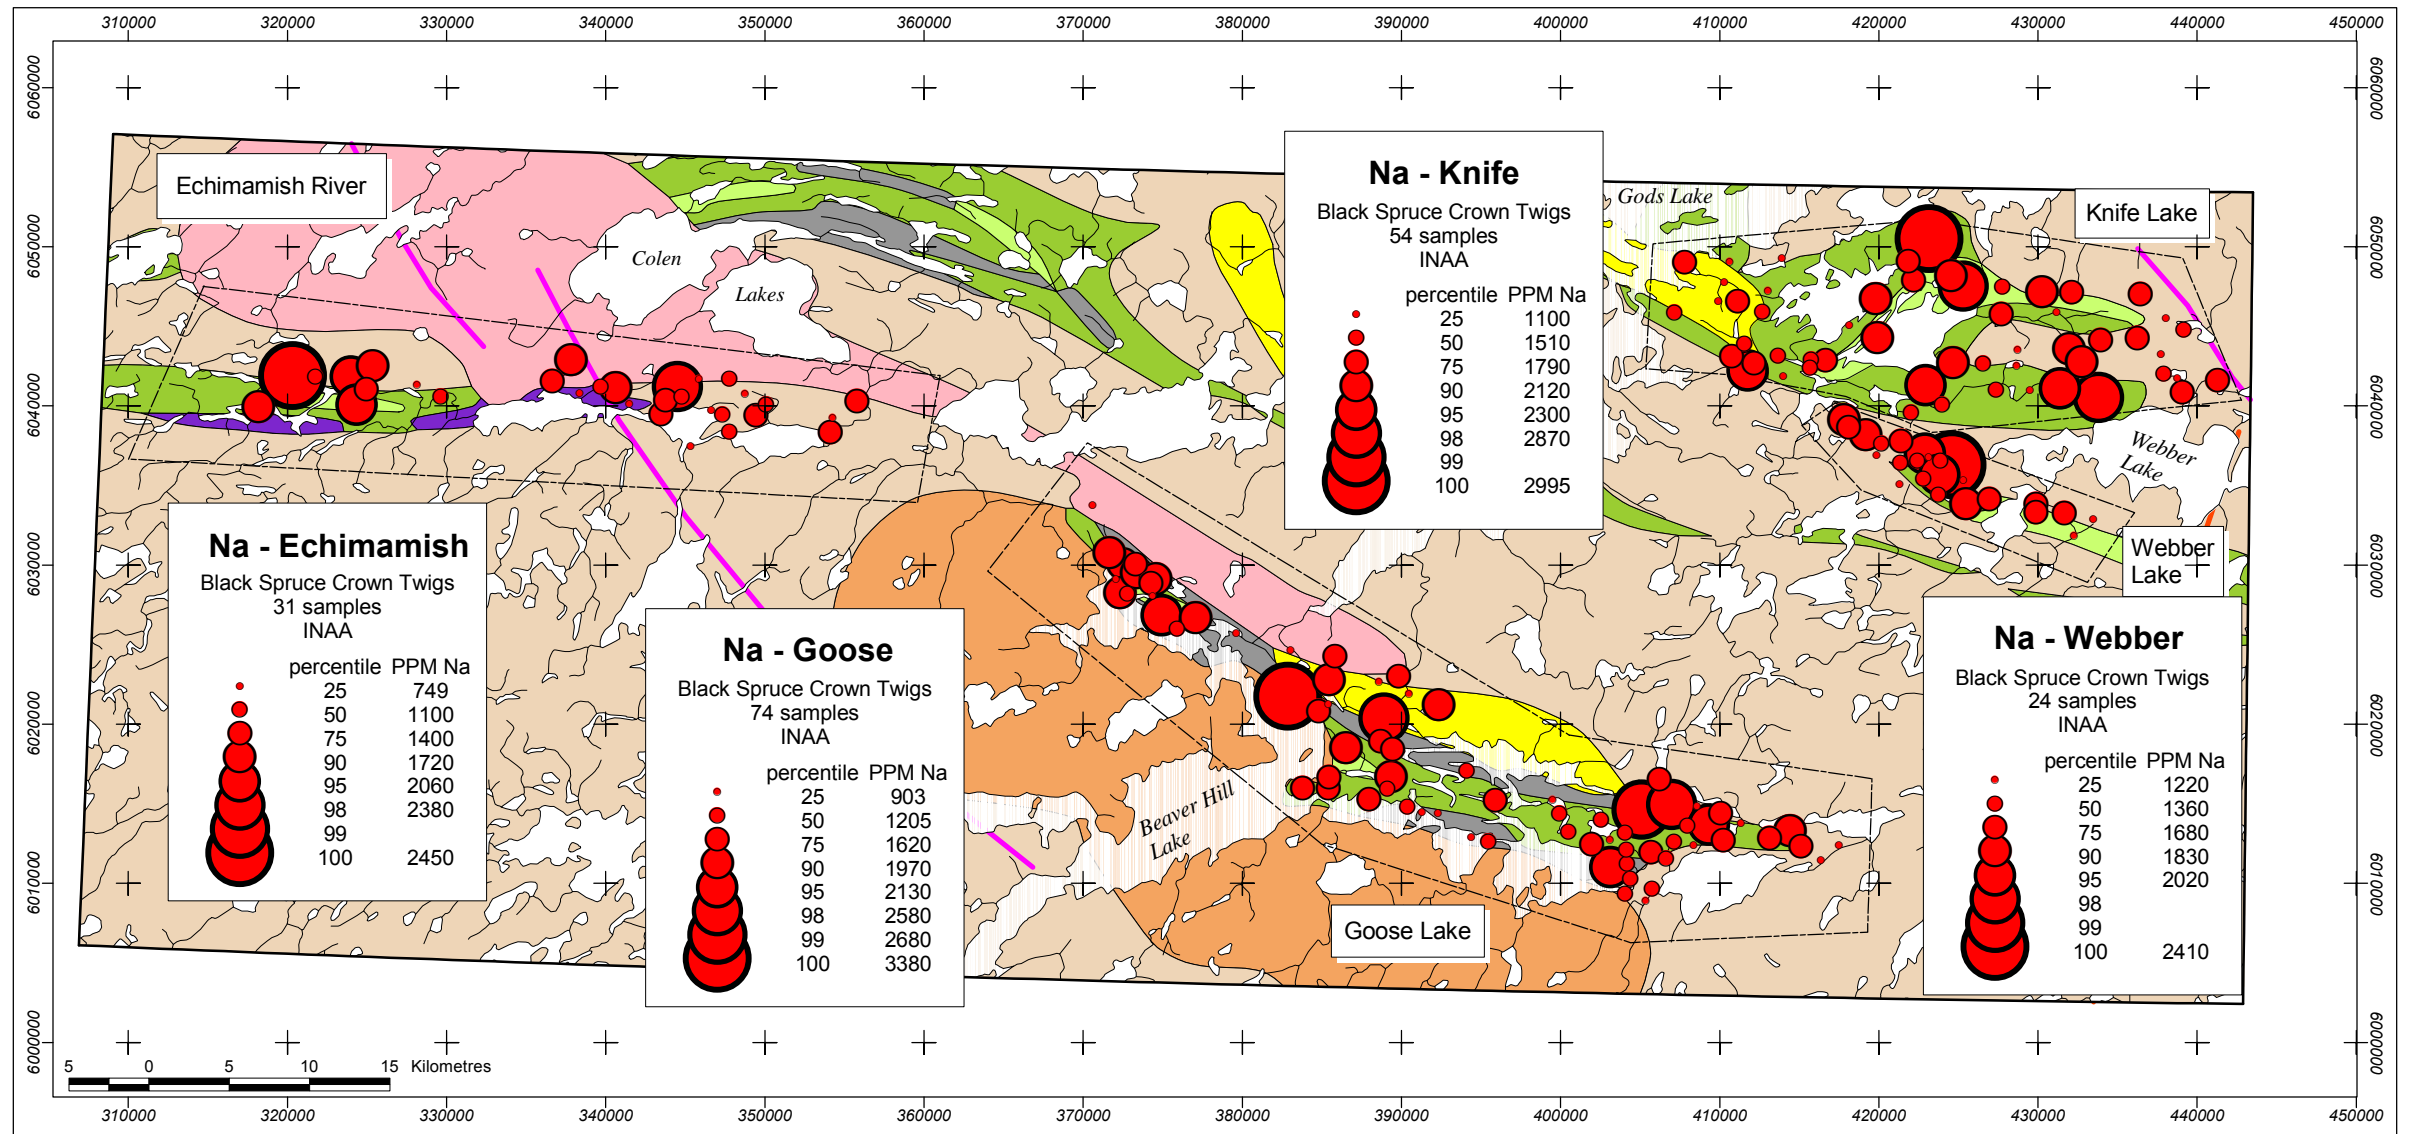 310000 320000 330000 340000 350000 360000 370000 380000 390000 400000 410000 420000 430000 440000 450000
6060000 6060000
6050000 6050000
6040000 6040000
6030000 6030000
6020000 6020000
6010000 6010000
6000000 6000000
Echimamish River
Colen
Lakes
Gods Lake
Knife Lake
Webber
Lake
Webber
Lake
Beaver Hill
Lake
Goose Lake
Na - Knife
Black Spruce Crown Twigs
54 samples
INAA
percentile PPM Na
25 1100
50 1510
75 1790
90 2120
95 2300
98 2870
99
100 2995
Na - Echimamish
Black Spruce Crown Twigs
31 samples
INAA
percentile PPM Na
25 749
50 1100
75 1400
90 1720
95 2060
98 2380
99
100 2450
Na - Goose
Black Spruce Crown Twigs
74 samples
INAA
percentile PPM Na
25 903
50 1205
75 1620
90 1970
95 2130
98 2580
99 2680
100 3380
Na - Webber
Black Spruce Crown Twigs
24 samples
INAA
percentile PPM Na
25 1220
50 1360
75 1680
90 1830
95 2020
98
99
100 2410
5 0 5 10 15 Kilometres
310000 320000 330000 340000 350000 360000 370000 380000 390000 400000 410000 420000 430000 440000 450000